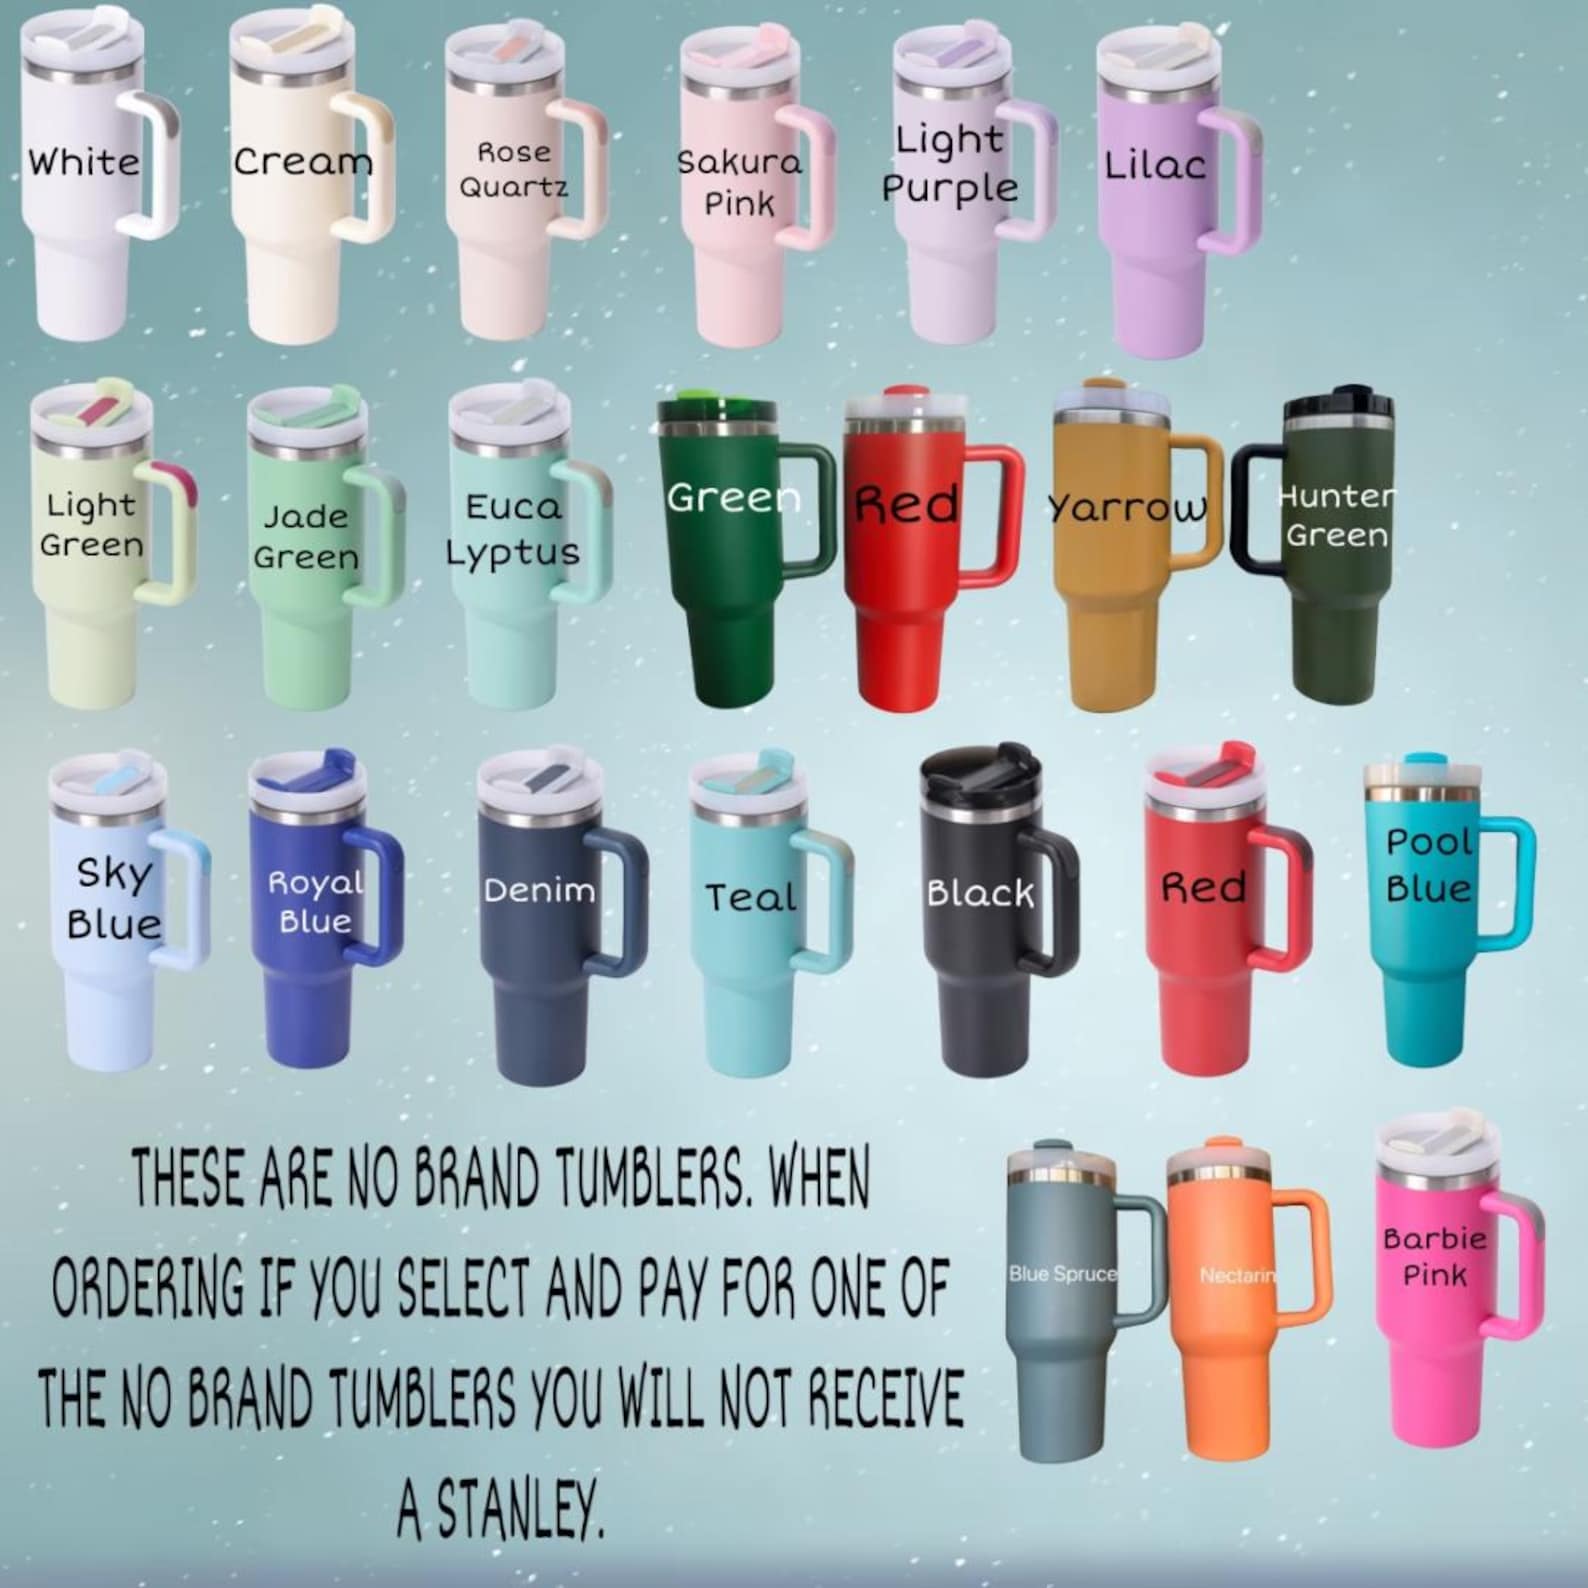 White
Cream
Rose
Quartz
Sakura
Pink
Light
Purple
Lilac
Light
Green
Jade
Green
Euca
Lyptus
Green
Red
Yarrow
Hunter
Green
Sky
Blue
Royal
Blue
Denim
Teal
Black
Red
Pool
Blue
THESE ARE NO BRAND TUMBLERS. WHEN
ORDERING IF YOU SELECT AND PAY FOR ONE OF
THE NO BRAND TUMBLERS YOU WILL NOT RECEIVE
A STANLEY.
Blue Spruce
Nectarin
Barbie
Pink